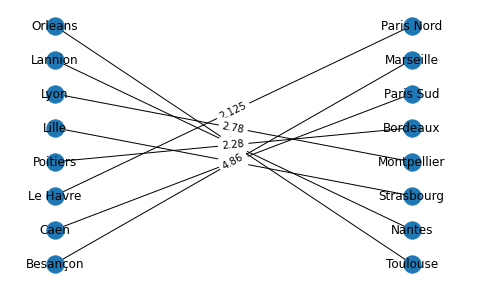 Orleans
Paris Nord
Lannion
Marseille
Lyon
Paris Sud
2.125
Lille
2.78
Bordeaux
2.28
Poitiers
4.86
Montpellier
Le Havre
Strasbourg
Caen
Nantes
Besançon
Toulouse